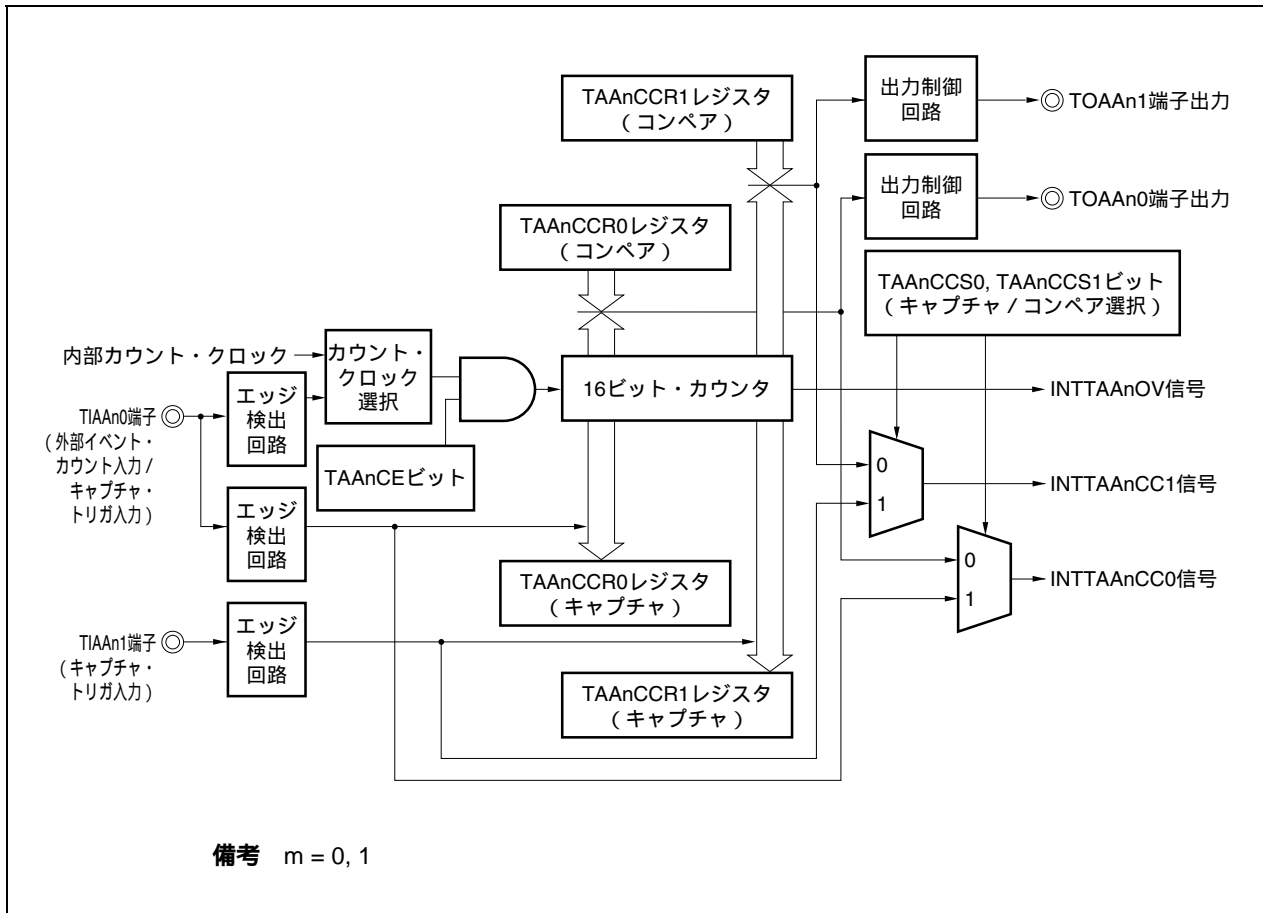 TAAnCCR1レジスタ
（コンペア）
出力制御
回路
TOAAn1端子出力
出力制御
回路
TOAAn0端子出力
TAAnCCR0レジスタ
（コンペア）
TAAnCCS0, TAAnCCS1ビット
（キャプチャ / コンペア選択）
内部カウント・クロック
カウント・
クロック
選択
エッジ
検出
回路
16ビット・カウンタ
INTTAAnOV信号
TIAAn0端子
（外部イベント・
カウント入力 /
キャプチャ・
トリガ入力）
TAAnCEビット
0
1
INTTAAnCC1信号
エッジ
検出
回路
0
1
INTTAAnCC0信号
TAAnCCR0レジスタ
（キャプチャ）
TIAAn1端子
（キャプチャ・
トリガ入力）
エッジ
検出
回路
TAAnCCR1レジスタ
（キャプチャ）
備考 m = 0, 1